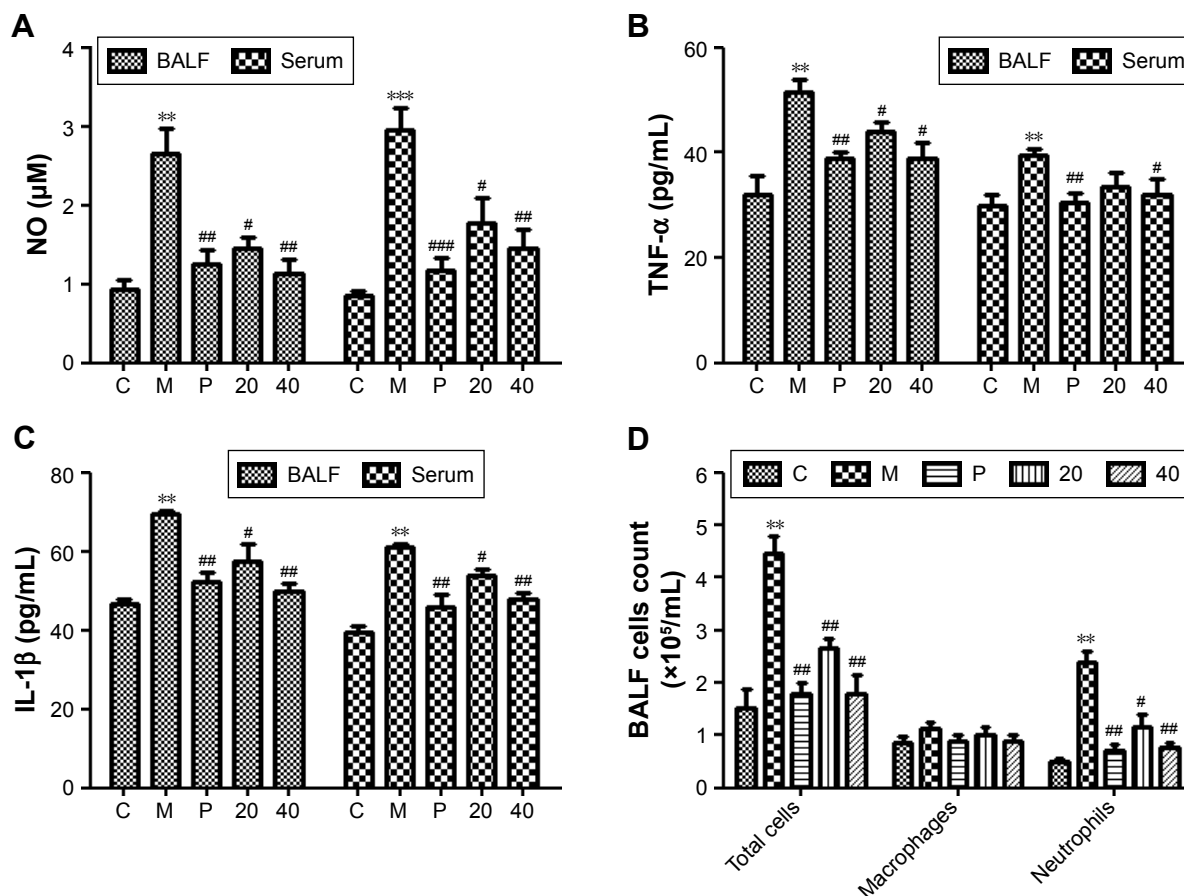 A
BALF Serum
NO (µM)
4
3
2
1
0
**
##
#
##
***
###
#
##
C M P 20 40 C M P 20 40
B
BALF Serum
TNF-α (pg/mL)
60
40
20
0
**
##
#
#
**
##
#
C M P 20 40 C M P 20 40
C
BALF Serum
IL-1β (pg/mL)
80
60
40
20
0
**
##
#
##
**
##
#
##
C M P 20 40 C M P 20 40
D
C M P 20 40
BALF cells count
(×10⁵/mL)
6
5
4
3
2
1
0
**
##
##
##
**
##
#
##
Total cells
Macrophages
Neutrophils